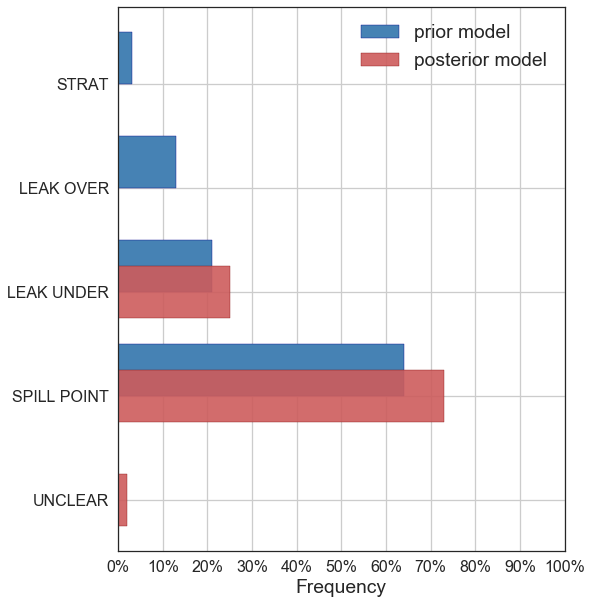 prior model
posterior model
STRAT
LEAK OVER
LEAK UNDER
SPILL POINT
UNCLEAR
0% 10% 20% 30% 40% 50% 60% 70% 80% 90% 100%
Frequency